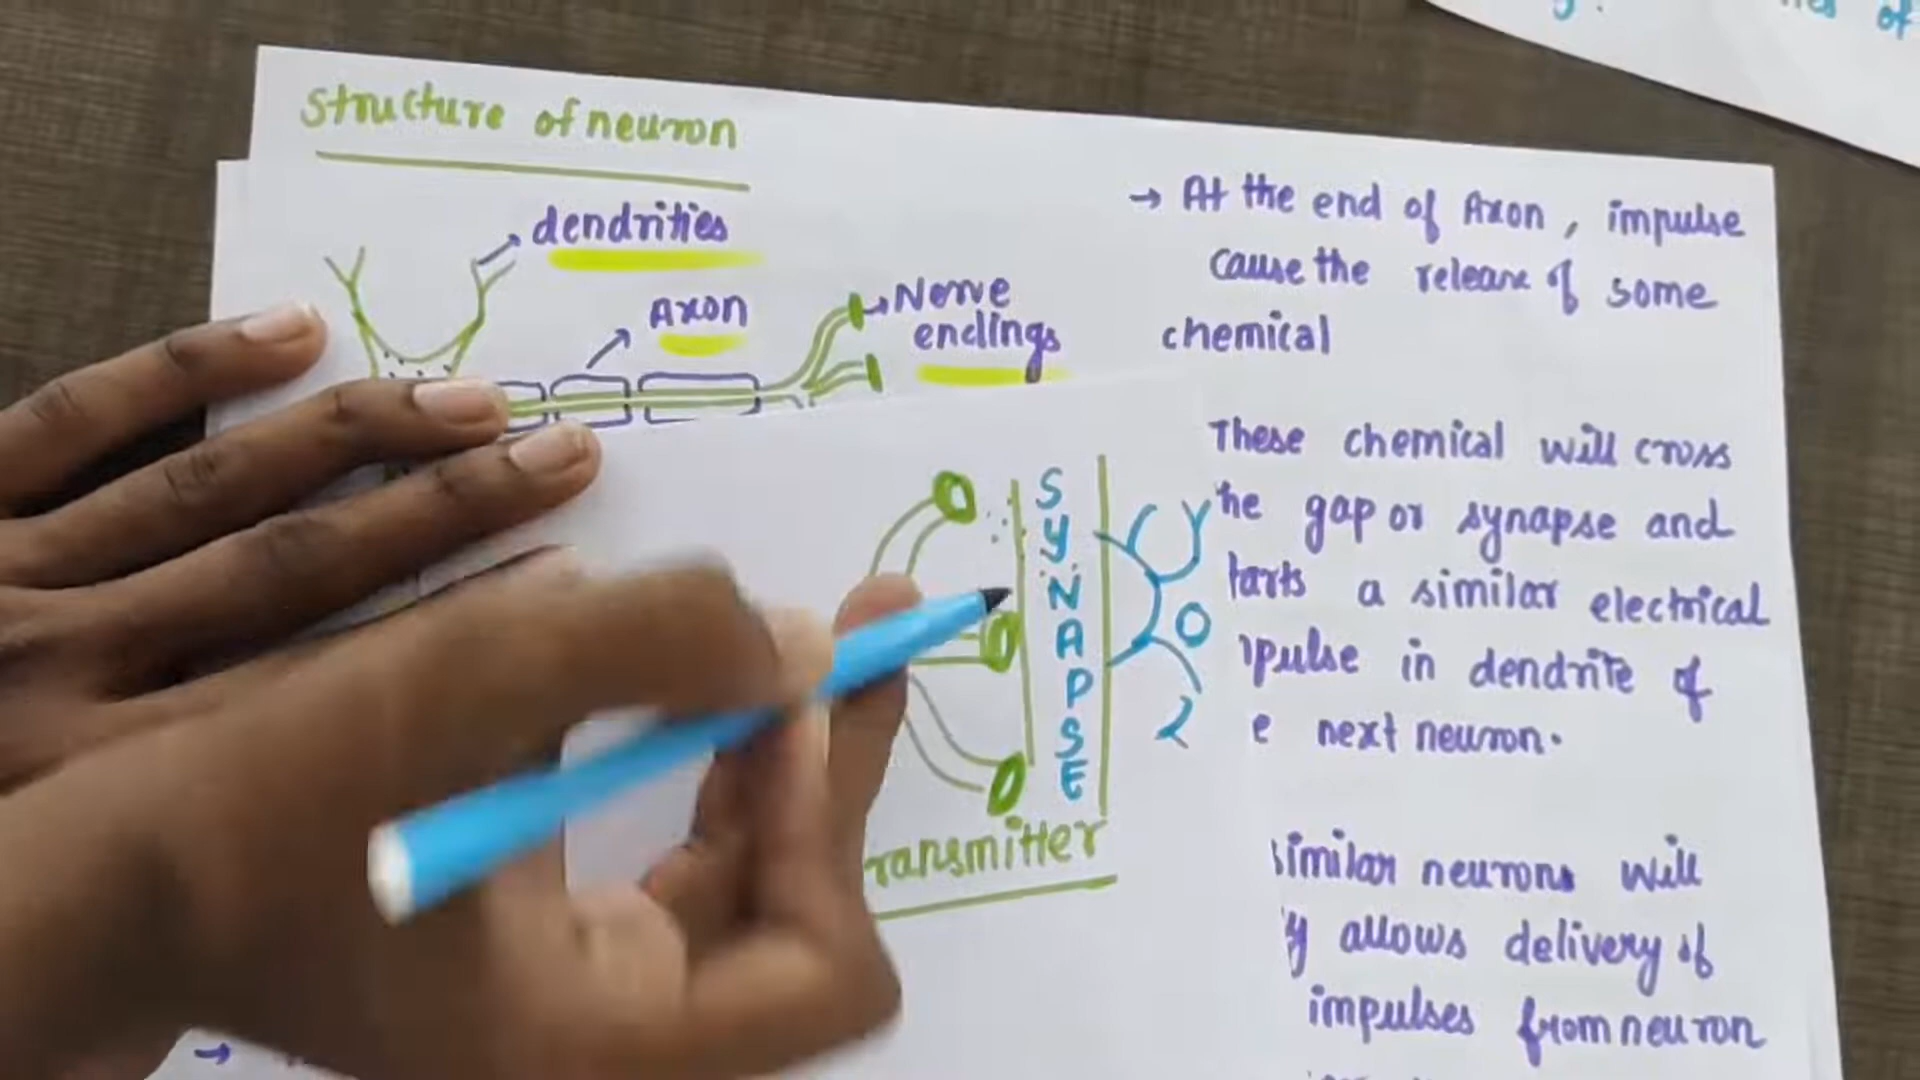 structure of neuron
dendrities
Axon
Nerve
endings
→ At the end of Axon, impulse
cause the release of some
chemical
These chemical will cross
he gap or synapse and
tarts a similar electrical
pulse in dendrite of
e next neuron.
similar neurons will
y allows delivery of
impulses from neuron
SYNAPSE
2
ransmitter
→